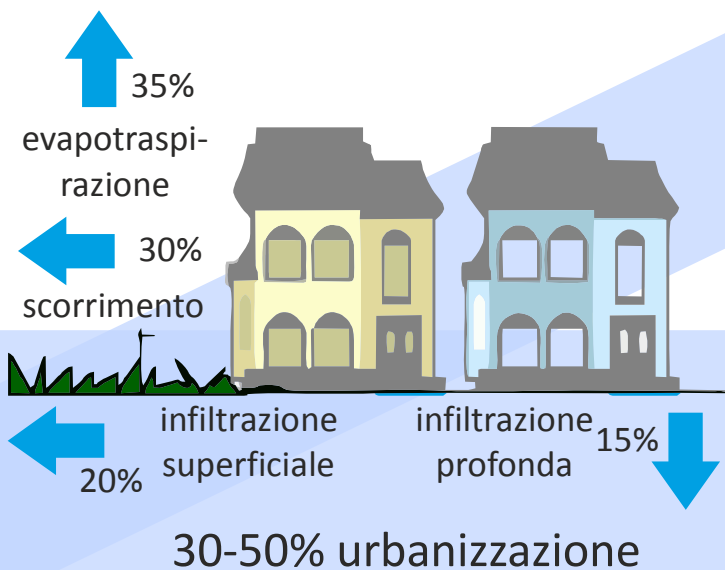 35%
evapotraspi-
razione
30%
scorrimento
infiltrazione
superficiale
20%
infiltrazione
profonda
15%
30-50% urbanizzazione